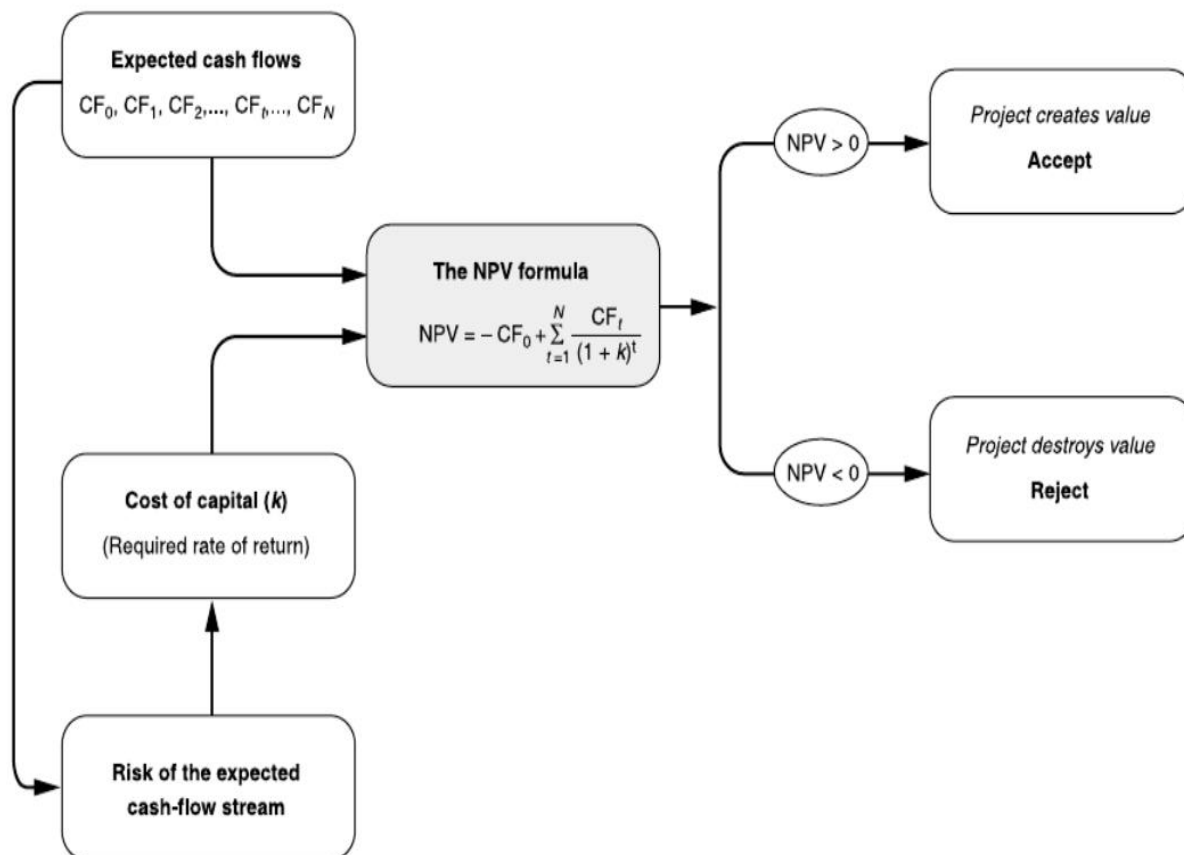 Expected cash flows
CF₀, CF₁, CF₂,..., CFₜ,..., CF_N
NPV > 0
Project creates value
Accept
The NPV formula
NPV = – CF₀ + ∑_{t=1}^{N} CFₜ / (1 + k)ᵗ
Cost of capital (k)
(Required rate of return)
NPV < 0
Project destroys value
Reject
Risk of the expected
cash-flow stream